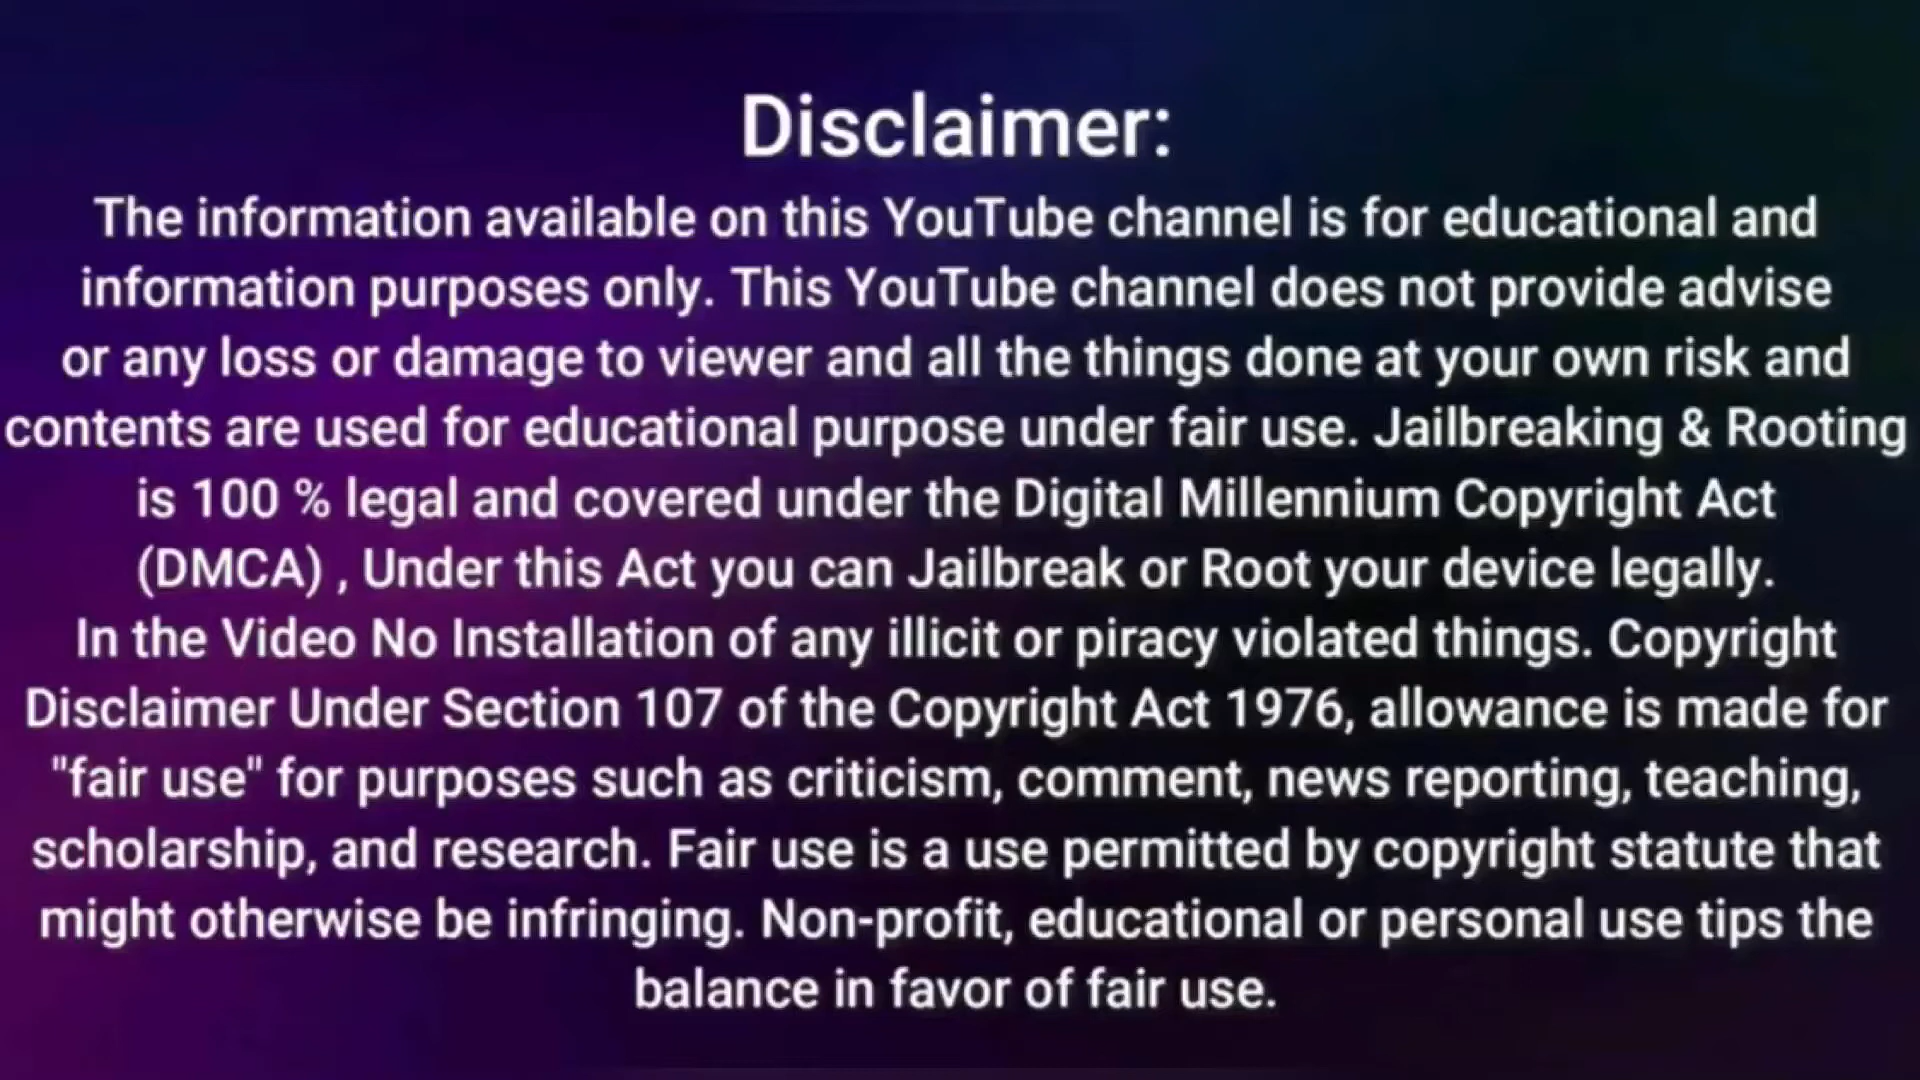 Disclaimer:
The information available on this YouTube channel is for educational and
information purposes only. This YouTube channel does not provide advise
or any loss or damage to viewer and all the things done at your own risk and
contents are used for educational purpose under fair use. Jailbreaking & Rooting
is 100 % legal and covered under the Digital Millennium Copyright Act
(DMCA) , Under this Act you can Jailbreak or Root your device legally.
In the Video No Installation of any illicit or piracy violated things. Copyright
Disclaimer Under Section 107 of the Copyright Act 1976, allowance is made for
"fair use" for purposes such as criticism, comment, news reporting, teaching,
scholarship, and research. Fair use is a use permitted by copyright statute that
might otherwise be infringing. Non-profit, educational or personal use tips the
balance in favor of fair use.